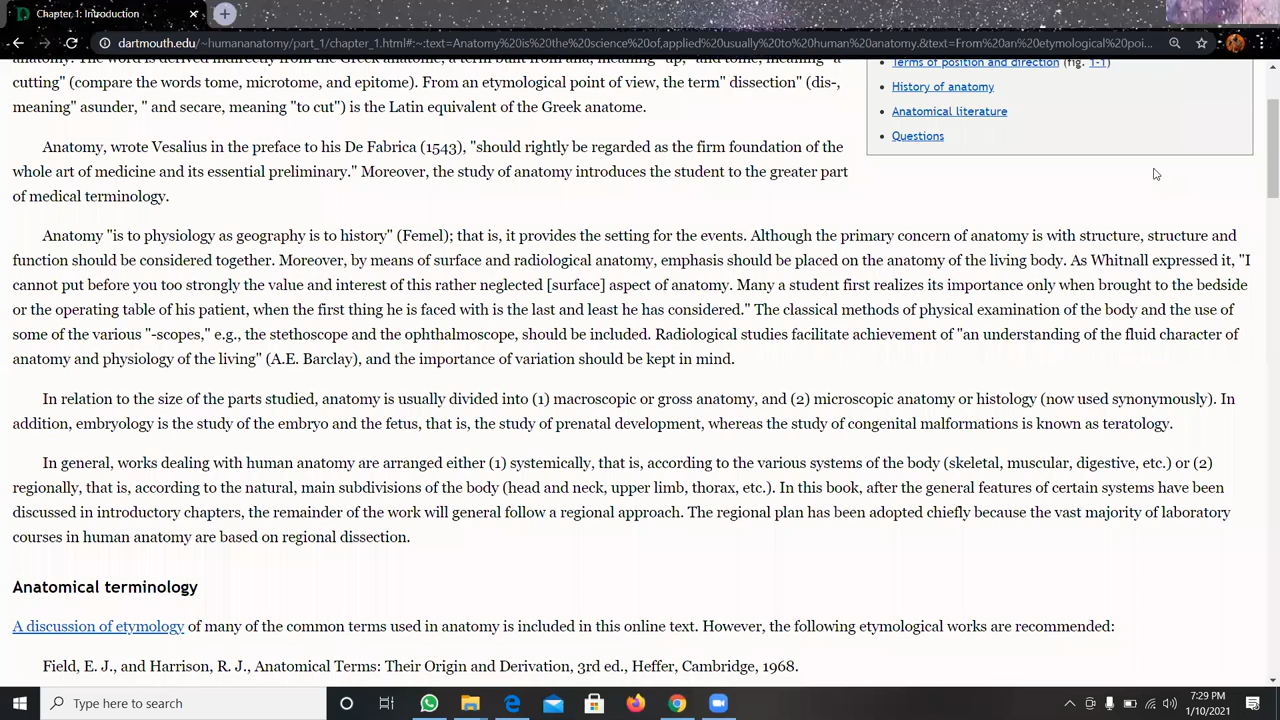 Chapter 1: Introduction
dartmouth.edu/~humananatomy/part_1/chapter_1.html#:~:text=Anatomy%20is%20the%20science%20of,applied%20usually%20to%20human%20anatomy.&text=From%20an%20etymological%20poi...
anatomy. The word is derived indirectly from the Greek anatome, a term built from ana, meaning "up," and tome, meaning "a
cutting" (compare the words tome, microtome, and epitome). From an etymological point of view, the term" dissection" (dis-,
meaning" asunder, " and secare, meaning "to cut") is the Latin equivalent of the Greek anatome.
Terms of position and direction (fig. 1-1)
History of anatomy
Anatomical literature
Questions
Anatomy, wrote Vesalius in the preface to his De Fabrica (1543), "should rightly be regarded as the firm foundation of the
whole art of medicine and its essential preliminary." Moreover, the study of anatomy introduces the student to the greater part
of medical terminology.
Anatomy "is to physiology as geography is to history" (Femel); that is, it provides the setting for the events. Although the primary concern of anatomy is with structure, structure and
function should be considered together. Moreover, by means of surface and radiological anatomy, emphasis should be placed on the anatomy of the living body. As Whitnall expressed it, "I
cannot put before you too strongly the value and interest of this rather neglected [surface] aspect of anatomy. Many a student first realizes its importance only when brought to the bedside
or the operating table of his patient, when the first thing he is faced with is the last and least he has considered." The classical methods of physical examination of the body and the use of
some of the various "-scopes," e.g., the stethoscope and the ophthalmoscope, should be included. Radiological studies facilitate achievement of "an understanding of the fluid character of
anatomy and physiology of the living" (A.E. Barclay), and the importance of variation should be kept in mind.
In relation to the size of the parts studied, anatomy is usually divided into (1) macroscopic or gross anatomy, and (2) microscopic anatomy or histology (now used synonymously). In
addition, embryology is the study of the embryo and the fetus, that is, the study of prenatal development, whereas the study of congenital malformations is known as teratology.
In general, works dealing with human anatomy are arranged either (1) systemically, that is, according to the various systems of the body (skeletal, muscular, digestive, etc.) or (2)
regionally, that is, according to the natural, main subdivisions of the body (head and neck, upper limb, thorax, etc.). In this book, after the general features of certain systems have been
discussed in introductory chapters, the remainder of the work will general follow a regional approach. The regional plan has been adopted chiefly because the vast majority of laboratory
courses in human anatomy are based on regional dissection.
Anatomical terminology
A discussion of etymology of many of the common terms used in anatomy is included in this online text. However, the following etymological works are recommended:
Field, E. J., and Harrison, R. J., Anatomical Terms: Their Origin and Derivation, 3rd ed., Heffer, Cambridge, 1968.
Type here to search
7:29 PM
1/10/2021